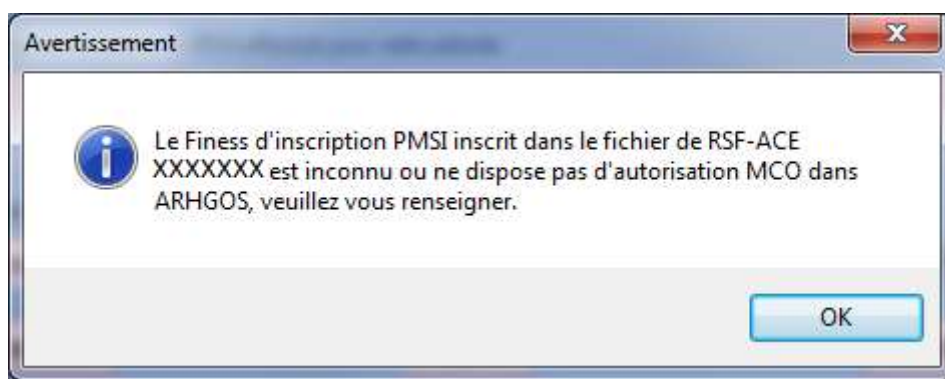 Avertissement
Le Finess d'inscription PMSI inscrit dans le fichier de RSF-ACE
XXXXXXX est inconnu ou ne dispose pas d'autorisation MCO dans
ARHGOS, veuillez vous renseigner.
OK